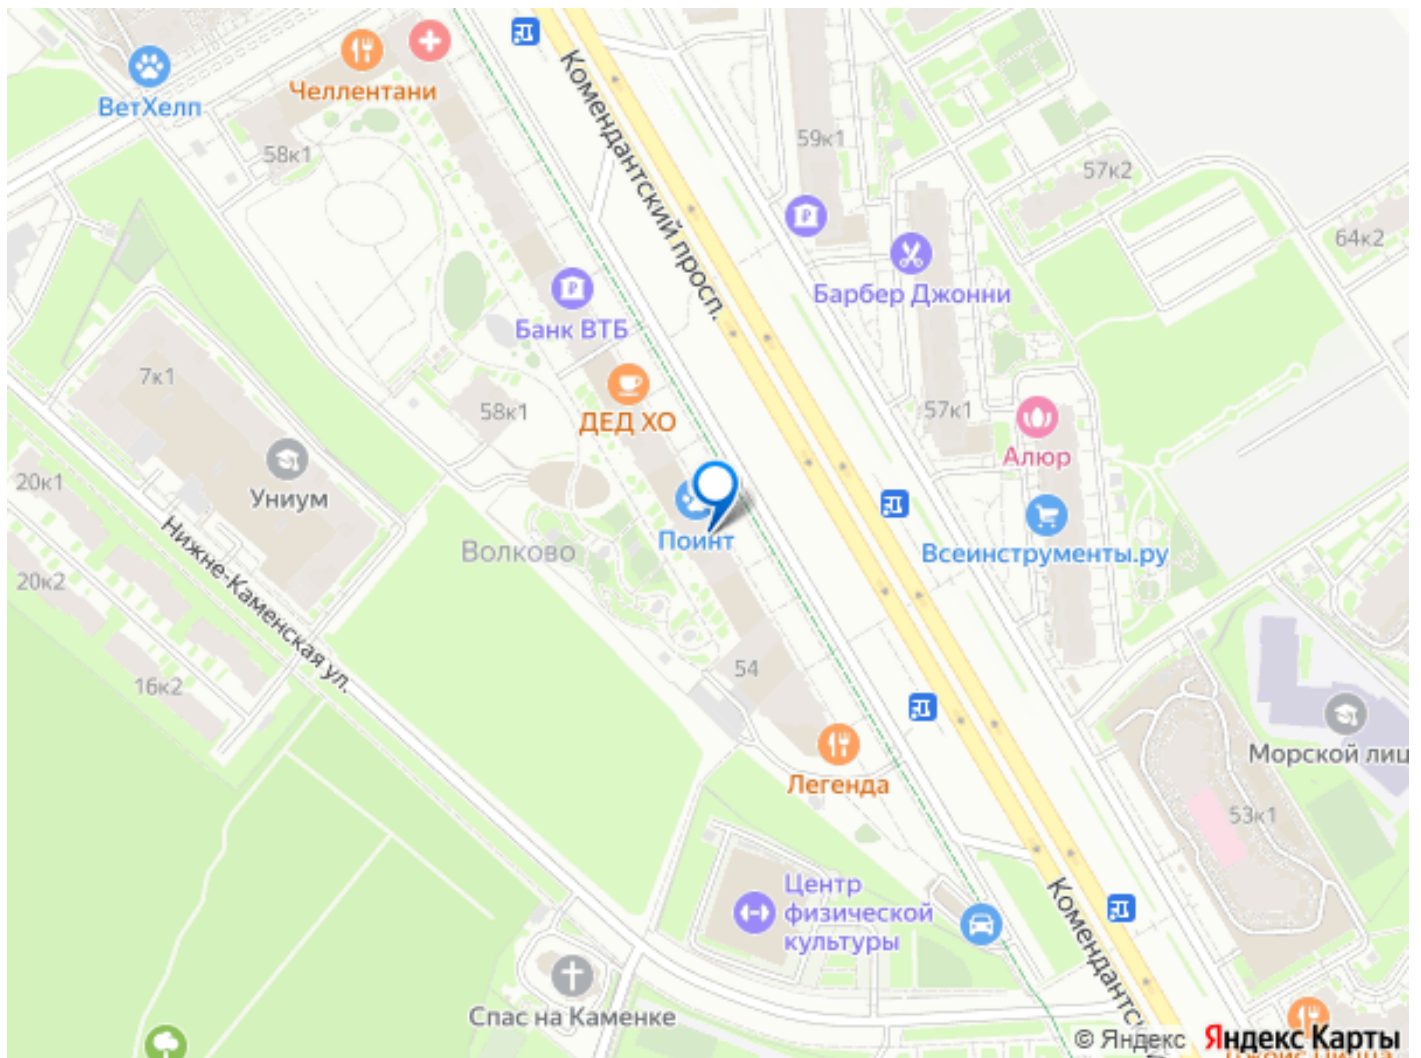 Челлентани
ВетХелп
58к1
59к1
57к2
64к2
Комендантский просп.
Барбер Джонни
Банк ВТБ
7к1
ДЕД ХО
58к1
57к1
Алюр
20к1
Униум
Поинт
Волково
Всеинструменты.ру
20к2
Нижне-Каменская ул.
16к2
54
Легенда
Морской лиц
53к1
Центр
физической
культуры
Комендантск
Спас на Каменке
© Яндекс Яндекс Карты